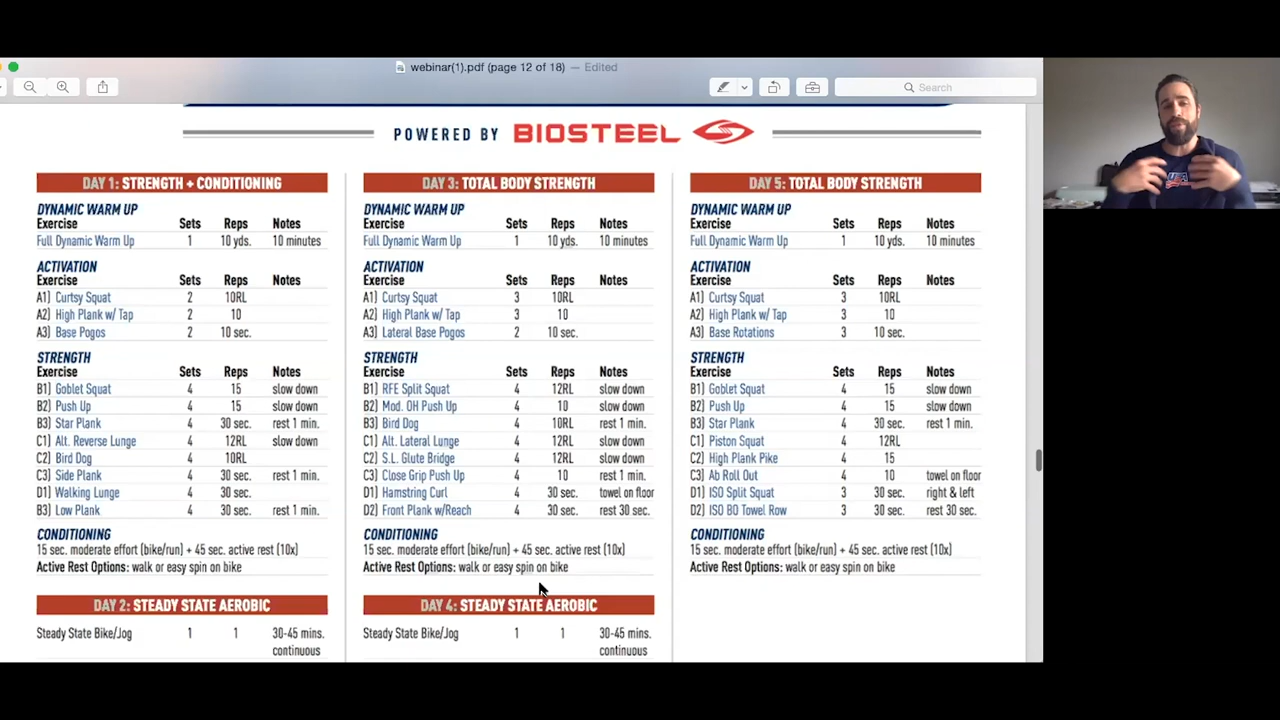 webinar(1).pdf (page 12 of 18) — Edited
Search
POWERED BY BIOSTEEL
DAY 1: STRENGTH + CONDITIONING
DYNAMIC WARM UP
Exercise Sets Reps Notes
Full Dynamic Warm Up 1 10 yds. 10 minutes
ACTIVATION
Exercise Sets Reps Notes
A1) Curtsy Squat 2 10RL
A2) High Plank w/ Tap 2 10
A3) Base Pogos 2 10 sec.
STRENGTH
Exercise Sets Reps Notes
B1) Goblet Squat 4 15 slow down
B2) Push Up 4 15 slow down
B3) Star Plank 4 30 sec. rest 1 min.
C1) Alt. Reverse Lunge 4 12RL slow down
C2) Bird Dog 4 10RL
C3) Side Plank 4 30 sec. rest 1 min.
D1) Walking Lunge 4 30 sec.
B3) Low Plank 4 30 sec. rest 1 min.
CONDITIONING
15 sec. moderate effort (bike/run) + 45 sec. active rest (10x)
Active Rest Options: walk or easy spin on bike
DAY 2: STEADY STATE AEROBIC
Steady State Bike/Jog 1 1 30-45 mins.
continuous
DAY 3: TOTAL BODY STRENGTH
DYNAMIC WARM UP
Exercise Sets Reps Notes
Full Dynamic Warm Up 1 10 yds. 10 minutes
ACTIVATION
Exercise Sets Reps Notes
A1) Curtsy Squat 3 10RL
A2) High Plank w/ Tap 3 10
A3) Lateral Base Pogos 2 10 sec.
STRENGTH
Exercise Sets Reps Notes
B1) RFE Split Squat 4 12RL slow down
B2) Mod. OH Push Up 4 10 slow down
B3) Bird Dog 4 10RL rest 1 min.
C1) Alt. Lateral Lunge 4 12RL slow down
C2) S.L. Glute Bridge 4 12RL slow down
C3) Close Grip Push Up 4 10 rest 1 min.
D1) Hamstring Curl 4 30 sec. towel on floor
D2) Front Plank w/Reach 4 30 sec. rest 30 sec.
CONDITIONING
15 sec. moderate effort (bike/run) + 45 sec. active rest (10x)
Active Rest Options: walk or easy spin on bike
DAY 4: STEADY STATE AEROBIC
Steady State Bike/Jog 1 1 30-45 mins.
continuous
DAY 5: TOTAL BODY STRENGTH
DYNAMIC WARM UP
Exercise Sets Reps Notes
Full Dynamic Warm Up 1 10 yds. 10 minutes
ACTIVATION
Exercise Sets Reps Notes
A1) Curtsy Squat 3 10RL
A2) High Plank w/ Tap 3 10
A3) Base Rotations 3 10 sec.
STRENGTH
Exercise Sets Reps Notes
B1) Goblet Squat 4 15 slow down
B2) Push Up 4 15 slow down
B3) Star Plank 4 30 sec. rest 1 min.
C1) Piston Squat 4 12RL
C2) High Plank Pike 4 15
C3) Ab Roll Out 4 10 towel on floor
D1) ISO Split Squat 3 30 sec. right & left
D2) ISO BO Towel Row 3 30 sec. rest 30 sec.
CONDITIONING
15 sec. moderate effort (bike/run) + 45 sec. active rest (10x)
Active Rest Options: walk or easy spin on bike